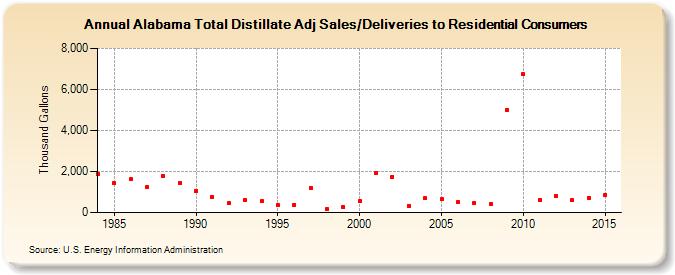 Annual Alabama Total Distillate Adj Sales/Deliveries to Residential Consumers
Thousand Gallons
8,000
6,000
4,000
2,000
0
1985 1990 1995 2000 2005 2010 2015
Source: U.S. Energy Information Administration